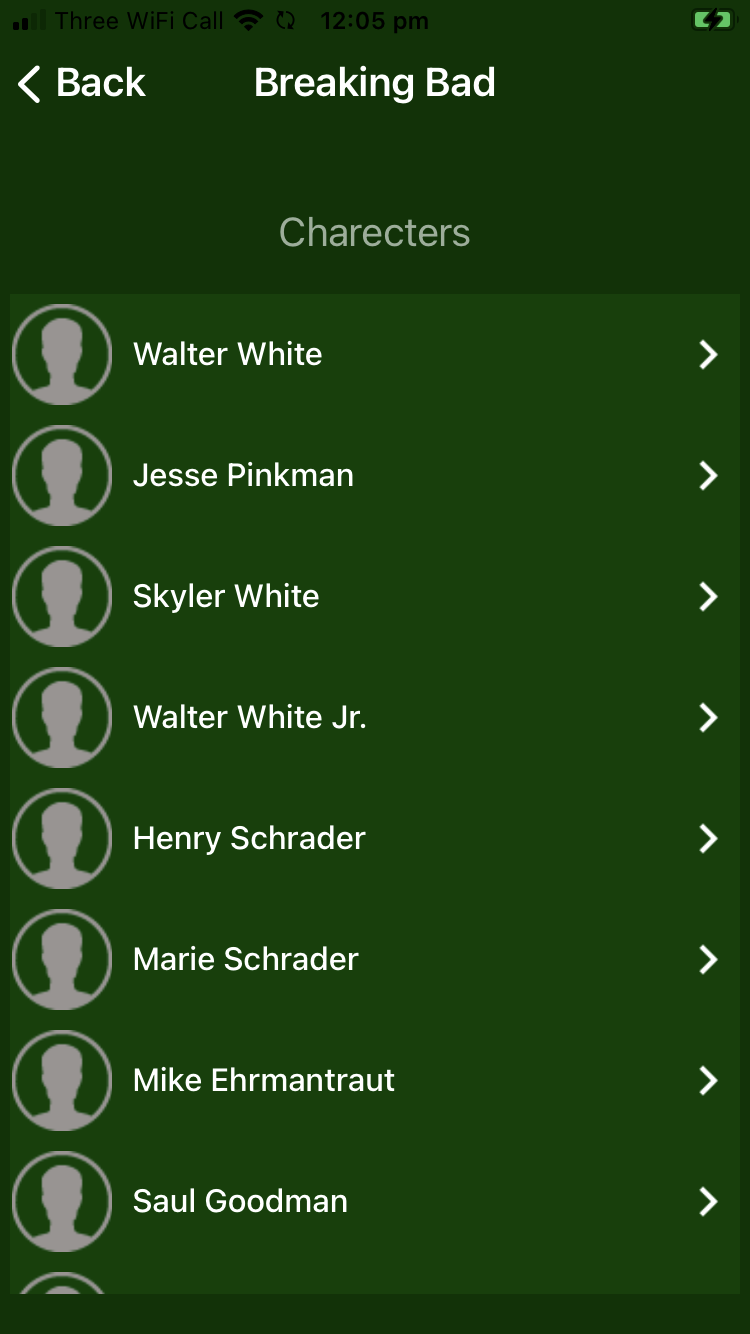 Three WiFi Call 12:05 pm
Back Breaking Bad
Charecters
Walter White
Jesse Pinkman
Skyler White
Walter White Jr.
Henry Schrader
Marie Schrader
Mike Ehrmantraut
Saul Goodman